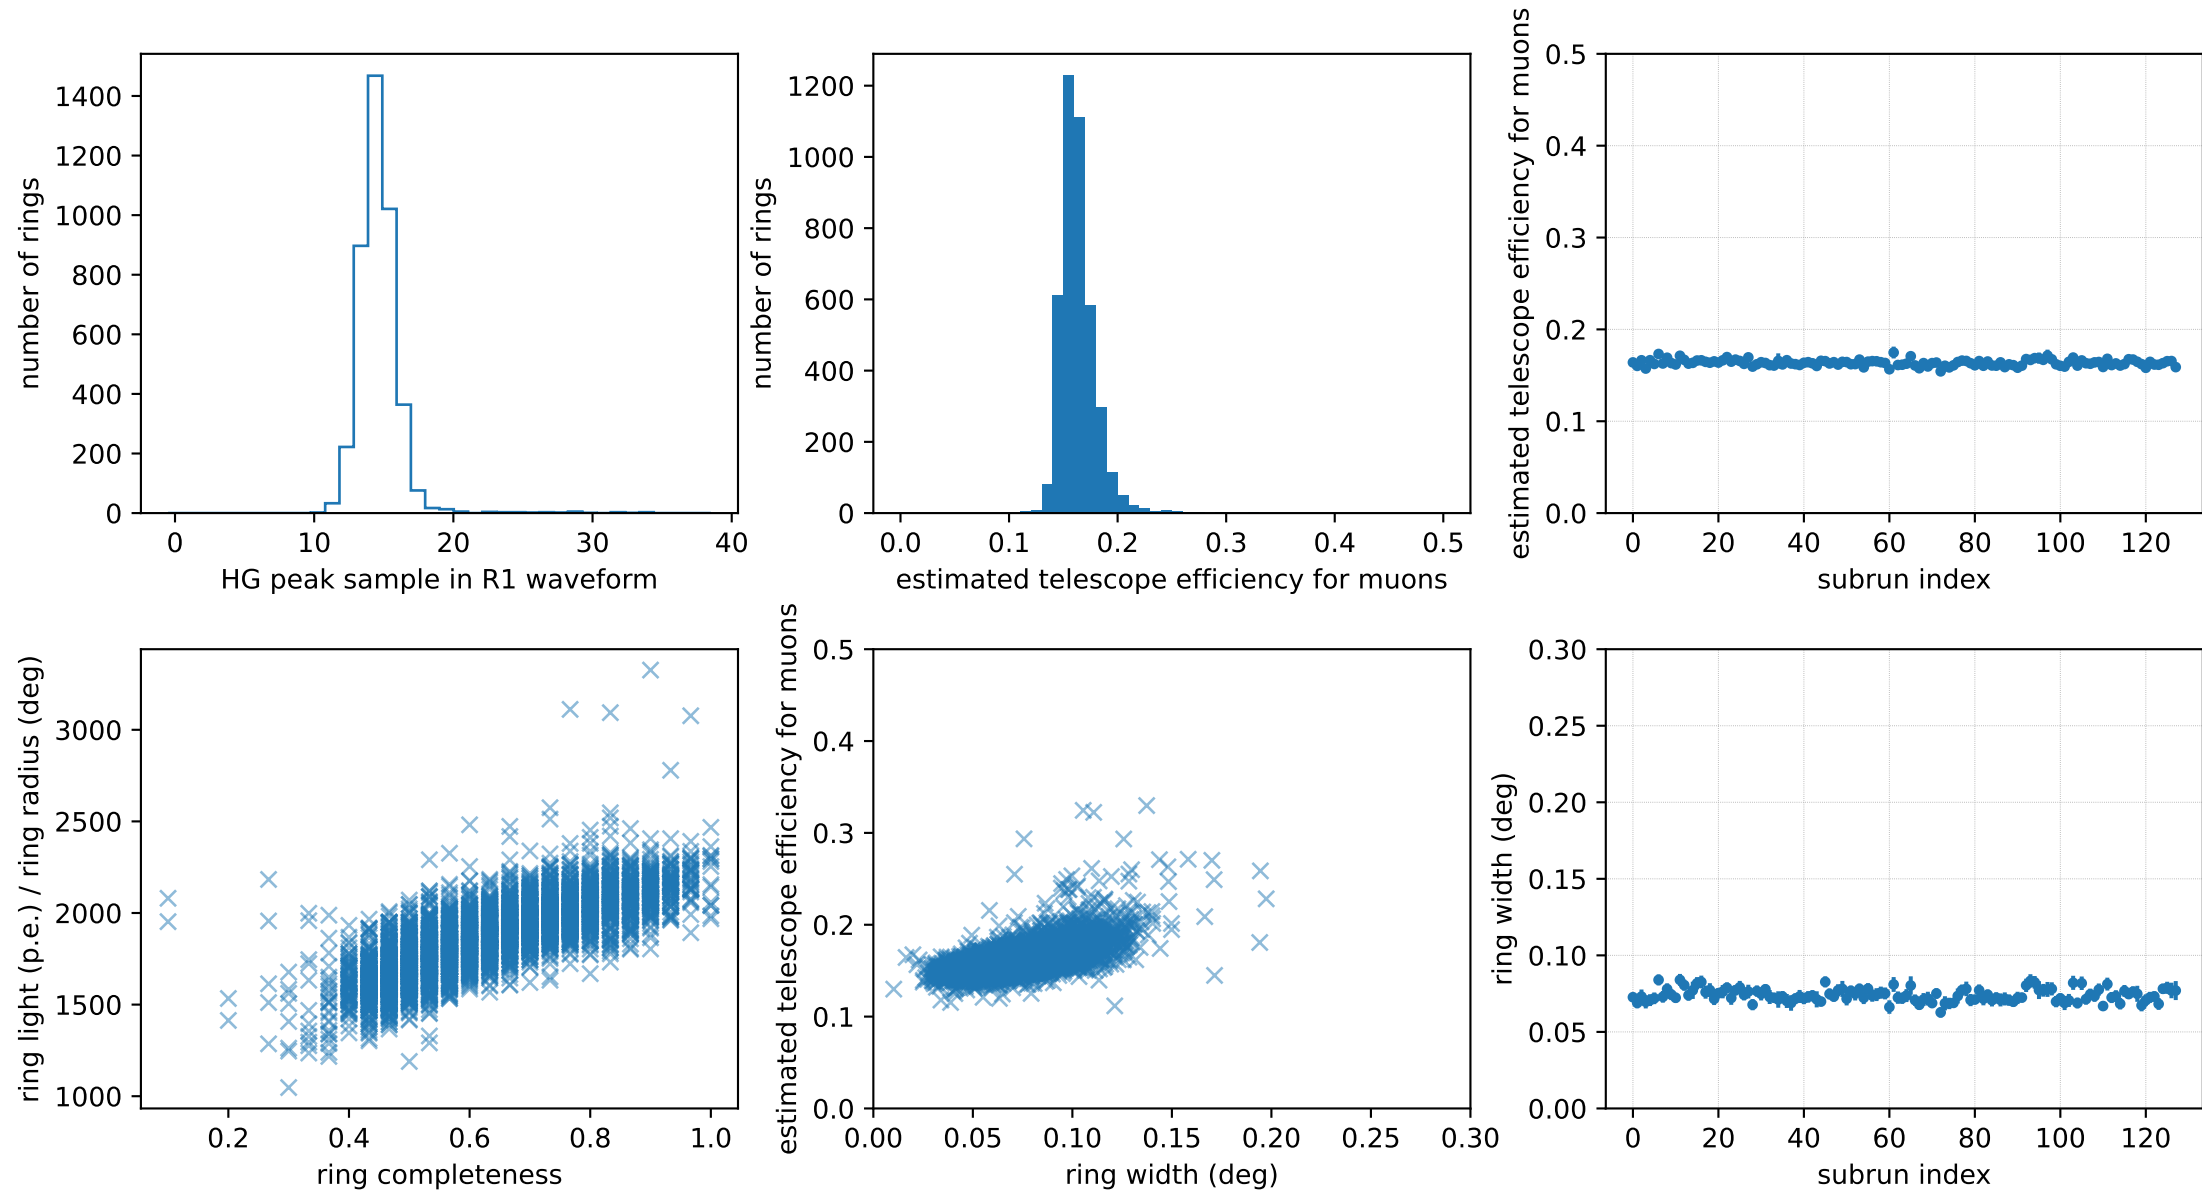 number of rings
1400
1200
1000
800
600
400
200
0
0 10 20 30 40
HG peak sample in R1 waveform
number of rings
1200
1000
800
600
400
200
0
0.0 0.1 0.2 0.3 0.4 0.5
estimated telescope efficiency for muons
estimated telescope efficiency for muons
0.5
0.4
0.3
0.2
0.1
0.0
0 20 40 60 80 100 120
subrun index
ring light (p.e.) / ring radius (deg)
3000
2500
2000
1500
1000
0.2 0.4 0.6 0.8 1.0
ring completeness
estimated telescope efficiency for muons
0.5
0.4
0.3
0.2
0.1
0.0
0.00 0.05 0.10 0.15 0.20 0.25 0.30
ring width (deg)
ring width (deg)
0.30
0.25
0.20
0.15
0.10
0.05
0.00
0 20 40 60 80 100 120
subrun index